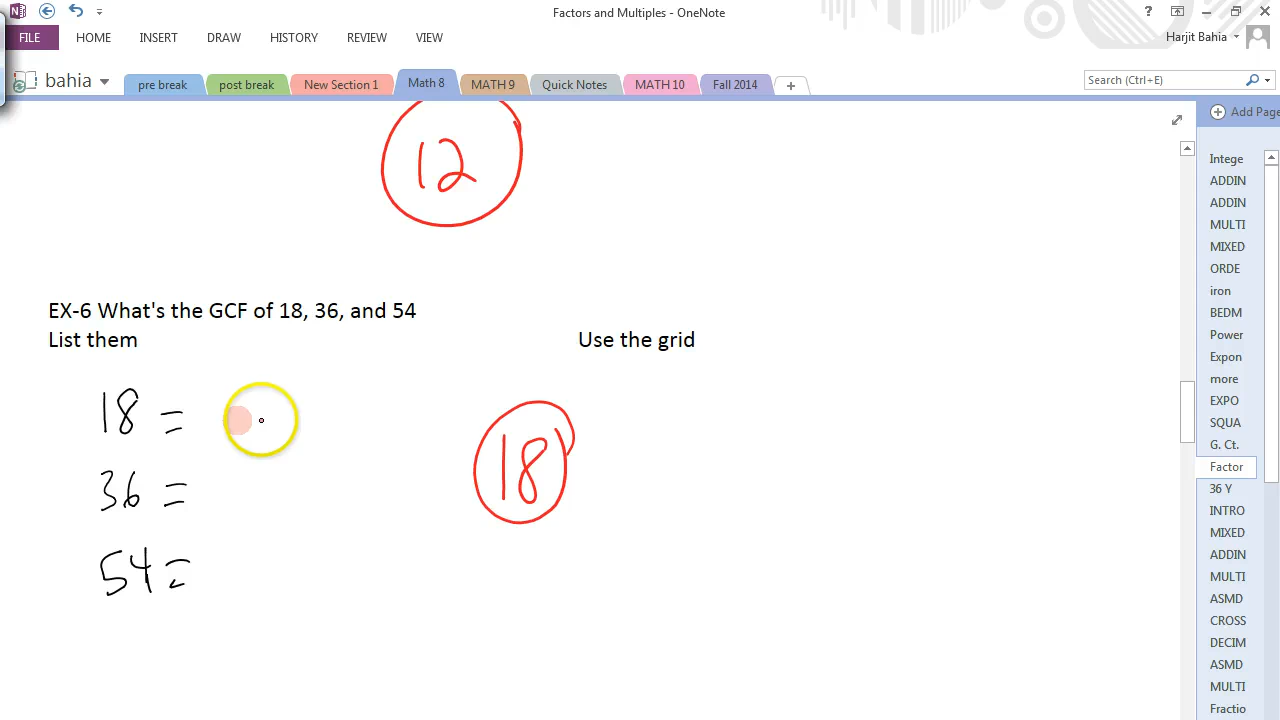 Factors and Multiples - OneNote
?
FILE HOME INSERT DRAW HISTORY REVIEW VIEW
Harjit Bahia
bahia
pre break post break New Section 1 Math 8 MATH 9 Quick Notes MATH 10 Fall 2014 +
Search (Ctrl+E)
Add Page
12
EX-6 What's the GCF of 18, 36, and 54
List them
Use the grid
18 =
36 =
54 =
18
Intege
ADDIN
ADDIN
MULTI
MIXED
ORDE
iron
BEDM
Power
Expon
more
EXPO
SQUA
G. Ct.
Factor
36 Y
INTRO
MIXED
ADDIN
MULTI
ASMD
CROSS
DECIM
ASMD
MULTI
Fractio